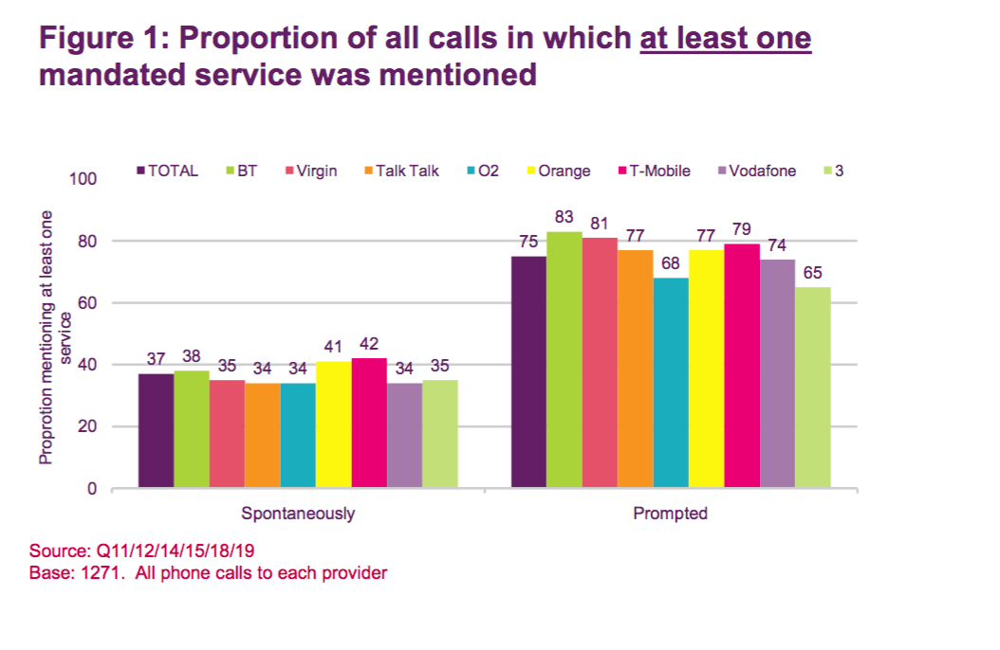 Figure 1: Proportion of all calls in which at least one
mandated service was mentioned
TOTAL BT Virgin Talk Talk O2 Orange T-Mobile Vodafone 3
Proprotion mentioning at least one
service
100
80
60
40
20
0
37 38 35 34 34 41 42 34 35
75 83 81 77 68 77 79 74 65
Spontaneously Prompted
Source: Q11/12/14/15/18/19
Base: 1271. All phone calls to each provider